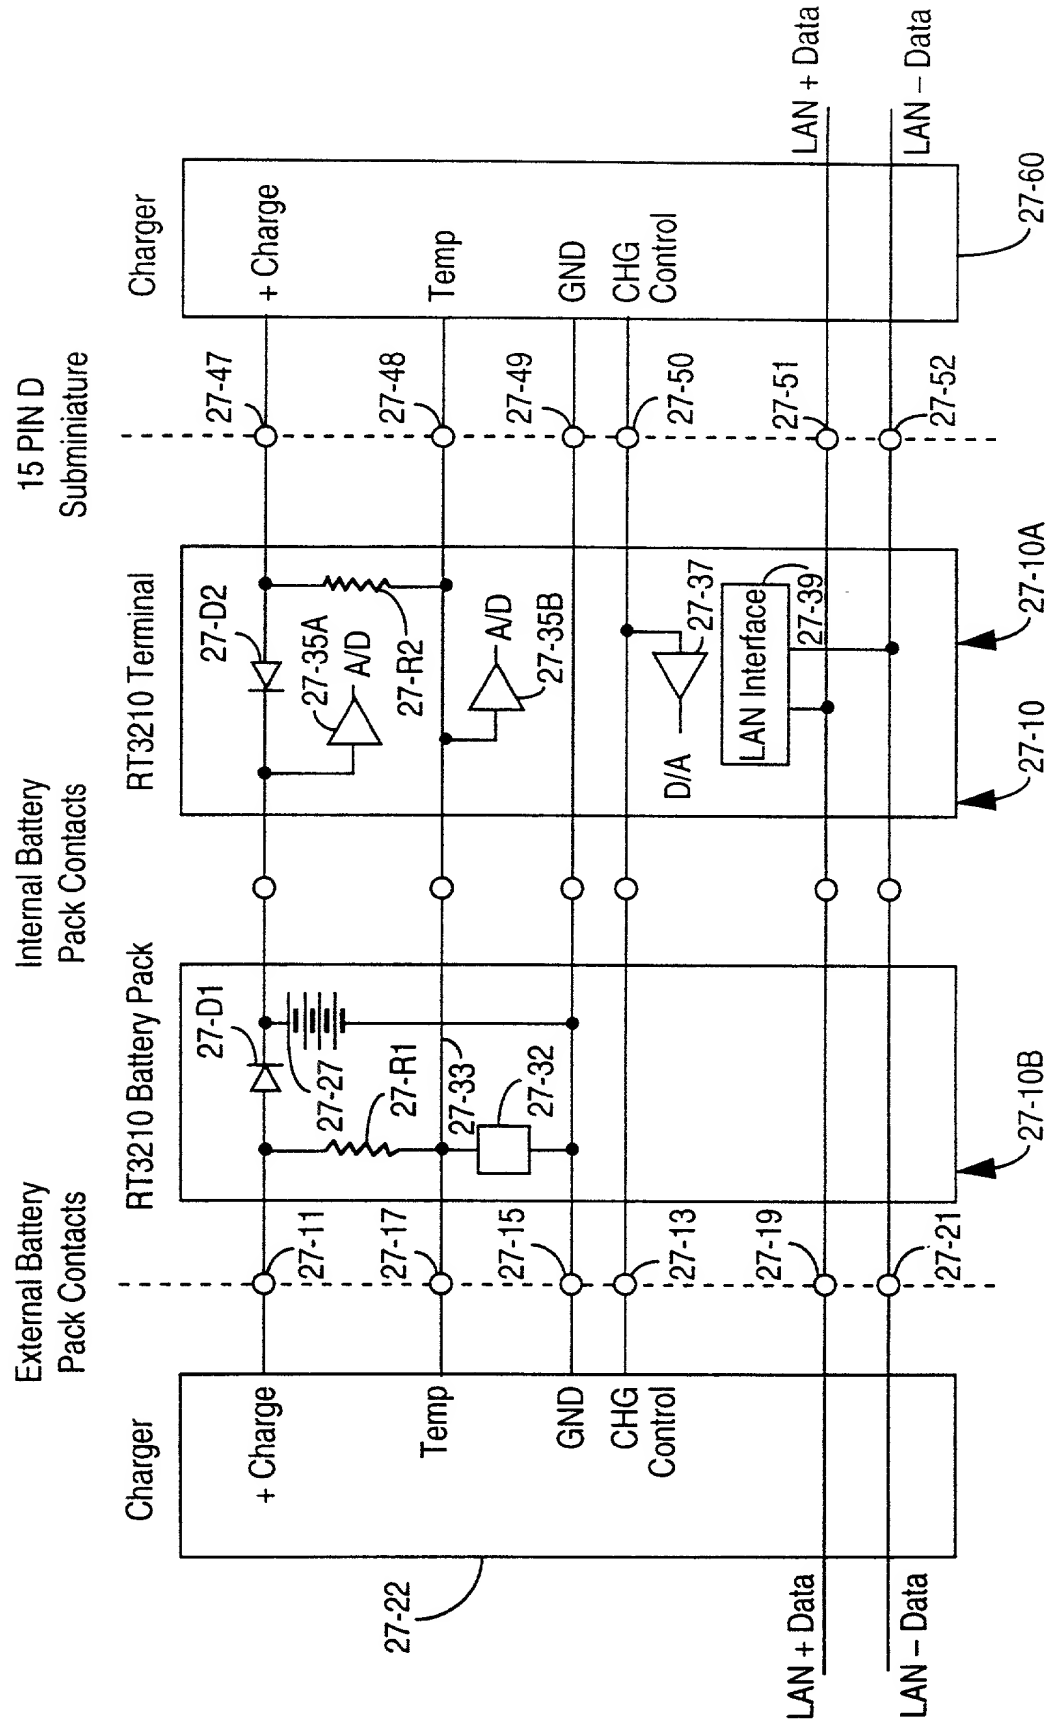 External Battery
Pack Contacts
Internal Battery
Pack Contacts
15 PIN D
Subminiature
Charger
RT3210 Battery Pack
RT3210 Terminal
Charger
27-22
+ Charge
Temp
GND
CHG
Control
LAN + Data
LAN – Data
27-11
27-17
27-15
27-13
27-19
27-21
27-D1
27-27
27-R1
27-33
27-32
27-10B
27-D2
27-35A
A/D
27-R2
A/D
27-35B
D/A
27-37
LAN Interface
27-39
27-10
27-10A
27-47
27-48
27-49
27-50
27-51
27-52
+ Charge
Temp
GND
CHG
Control
LAN + Data
LAN – Data
27-60